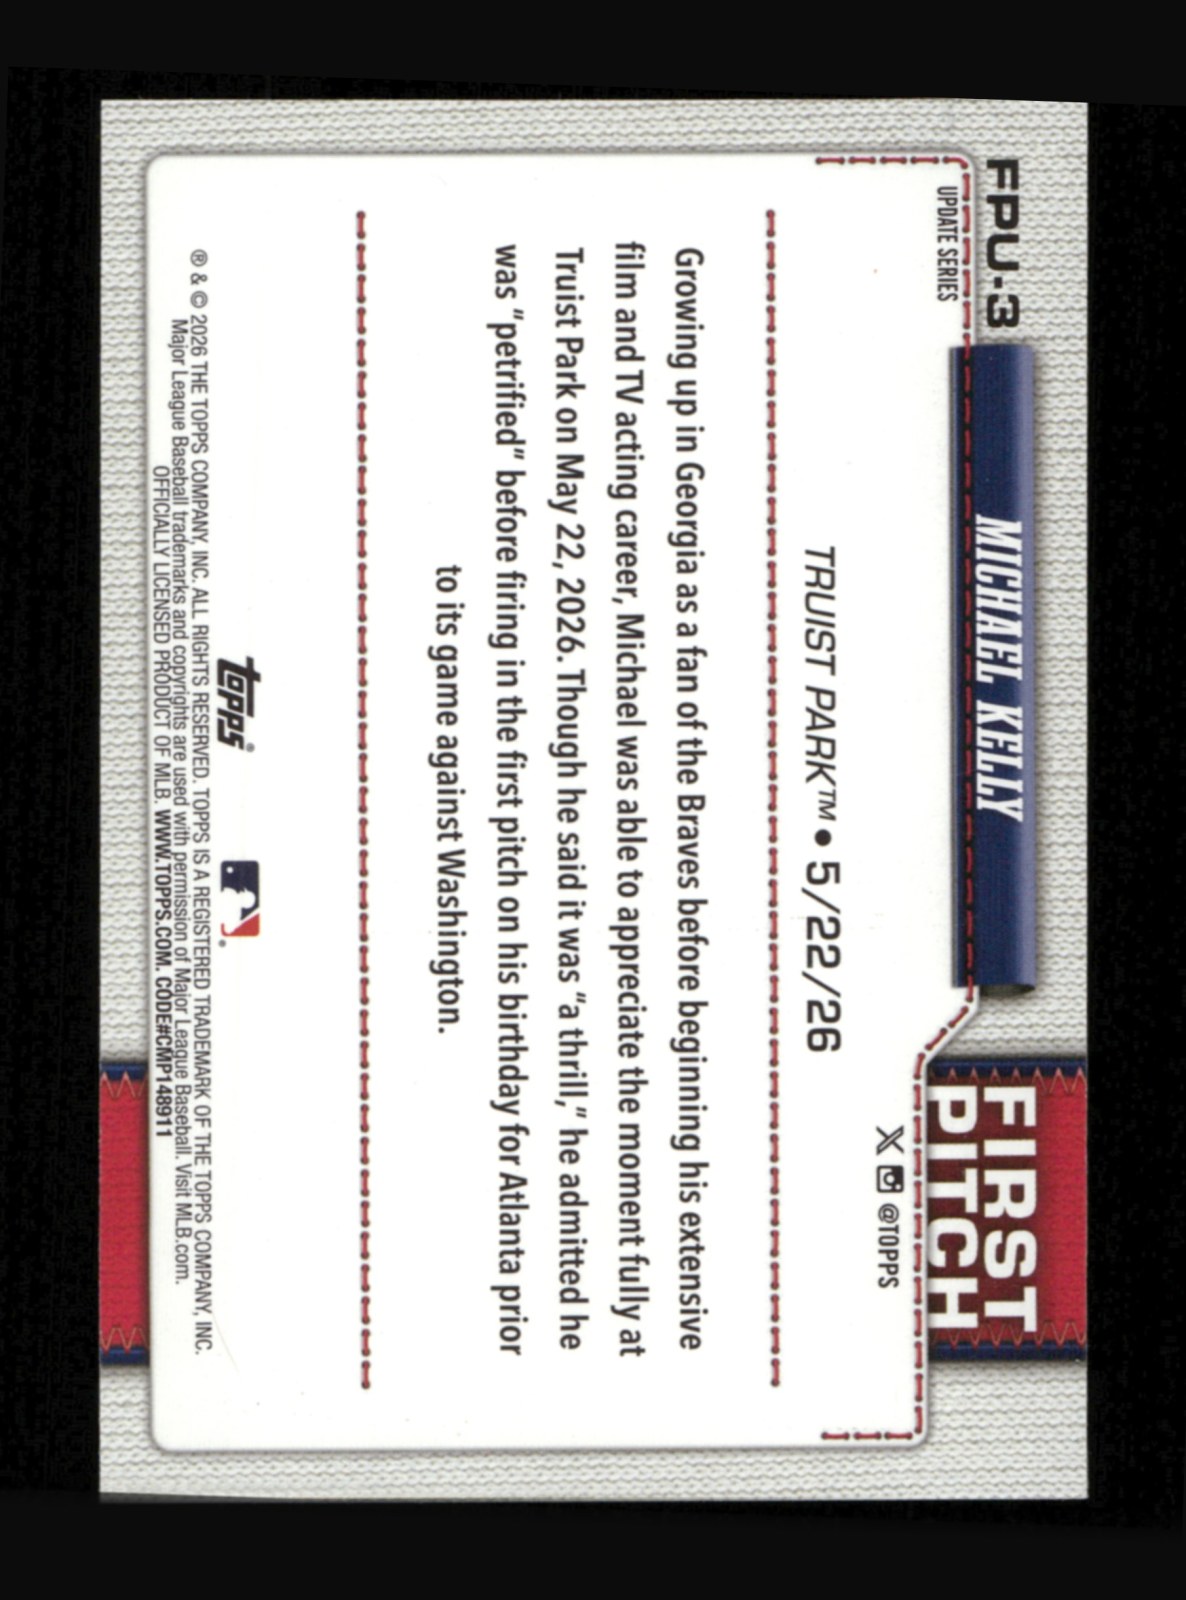 FPU-3
MICHAEL KELLY
FIRST
PITCH
UPDATE SERIES
𝕏 @TOPPS
TRUIST PARK™ • 5/22/26
Growing up in Georgia as a fan of the Braves before beginning his extensive
film and TV acting career, Michael was able to appreciate the moment fully at
Truist Park on May 22, 2026. Though he said it was "a thrill," he admitted he
was "petrified" before firing in the first pitch on his birthday for Atlanta prior
to its game against Washington.
topps®
®
® & © 2026 THE TOPPS COMPANY, INC. ALL RIGHTS RESERVED. TOPPS IS A REGISTERED TRADEMARK OF THE TOPPS COMPANY, INC.
Major League Baseball trademarks and copyrights are used with permission of Major League Baseball. Visit MLB.com.
OFFICIALLY LICENSED PRODUCT OF MLB. WWW.TOPPS.COM. CODE#CMP148911